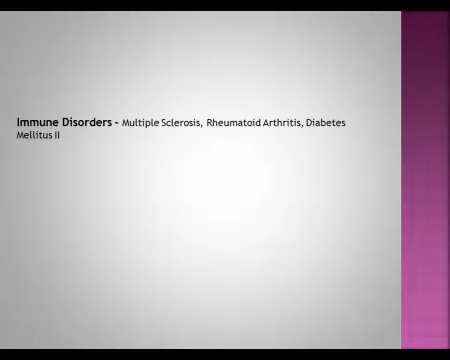 Immune Disorders – Multiple Sclerosis, Rheumatoid Arthritis, Diabetes
Mellitus II